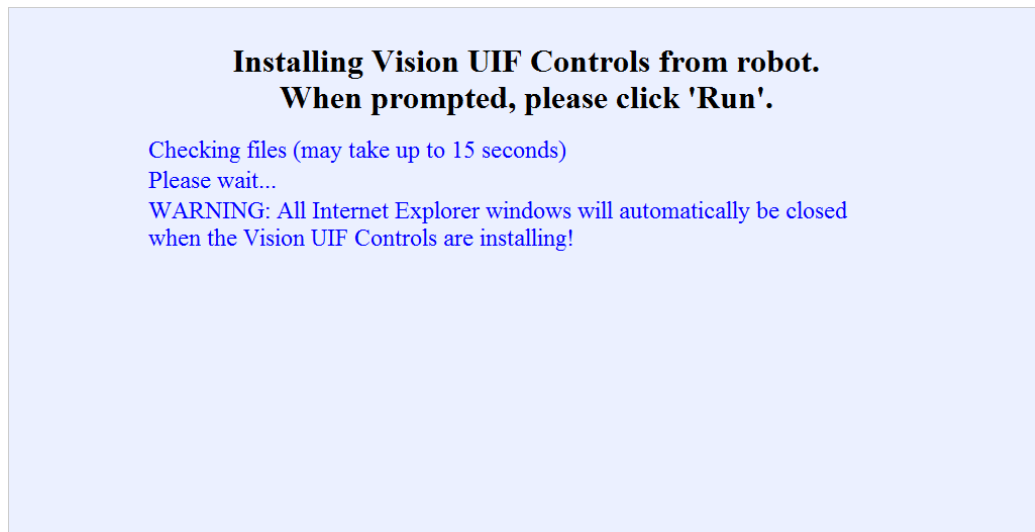 Installing Vision UIF Controls from robot.
When prompted, please click 'Run'.
Checking files (may take up to 15 seconds)
Please wait...
WARNING: All Internet Explorer windows will automatically be closed
when the Vision UIF Controls are installing!